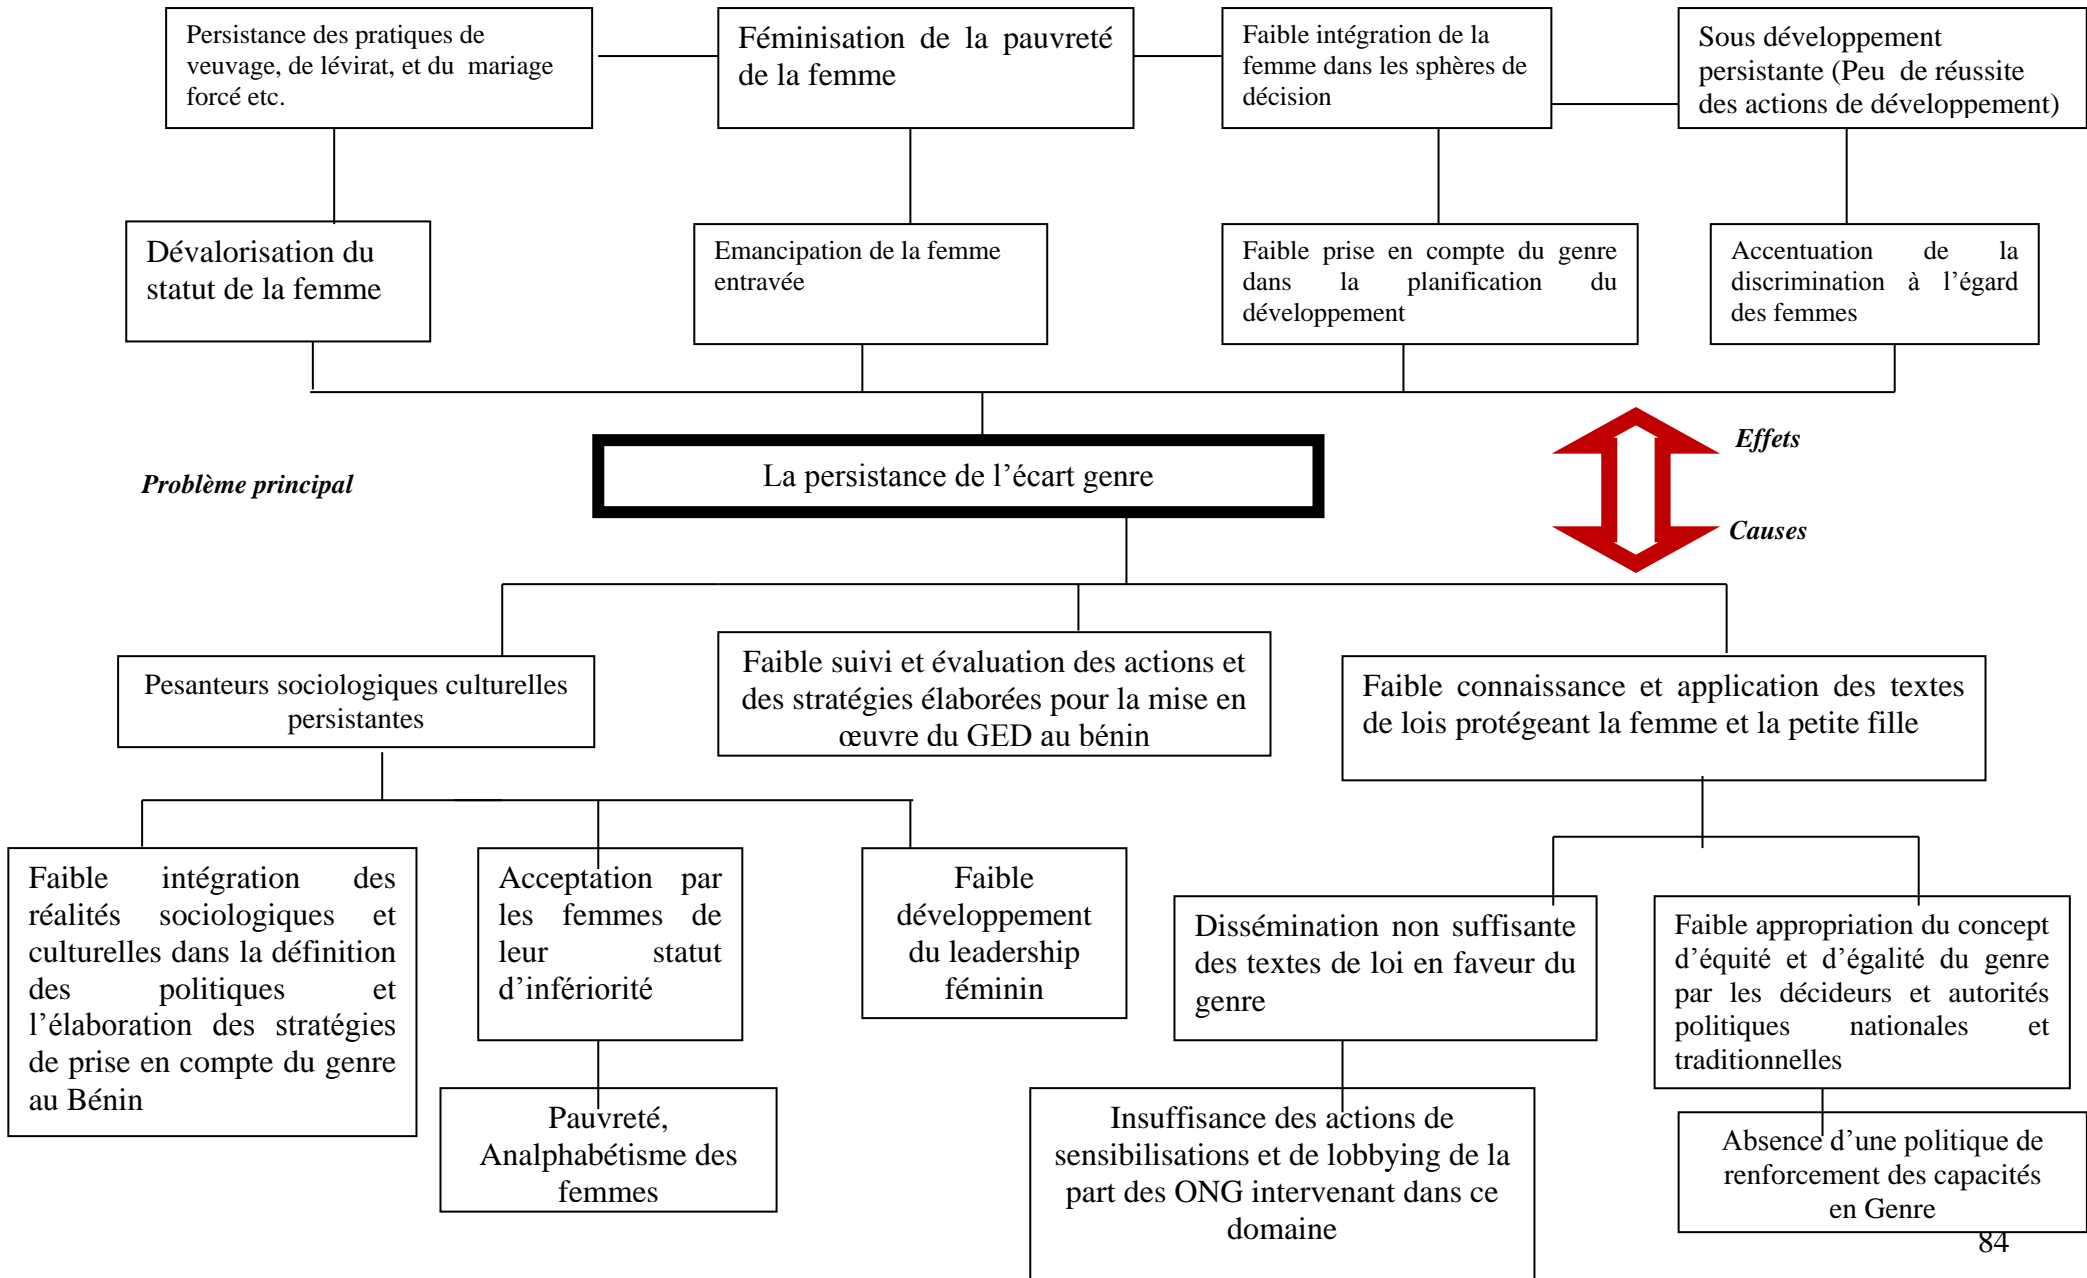 Persistance des pratiques de
veuvage, de lévirat, et du mariage
forcé etc.
Féminisation de la pauvreté
de la femme
Faible intégration de la
femme dans les sphères de
décision
Sous développement
persistante (Peu de réussite
des actions de développement)
Dévalorisation du
statut de la femme
Emancipation de la femme
entravée
Faible prise en compte du genre
dans la planification du
développement
Accentuation de la
discrimination à l’égard
des femmes
Effets
Problème principal
La persistance de l’écart genre
Causes
Pesanteurs sociologiques culturelles
persistantes
Faible suivi et évaluation des actions et
des stratégies élaborées pour la mise en
œuvre du GED au bénin
Faible connaissance et application des textes
de lois protégeant la femme et la petite fille
Faible intégration des
réalités sociologiques et
culturelles dans la définition
des politiques et
l’élaboration des stratégies
de prise en compte du genre
au Bénin
Acceptation par
les femmes de
leur statut
d’infériorité
Faible
développement
du leadership
féminin
Dissémination non suffisante
des textes de loi en faveur du
genre
Faible appropriation du concept
d’équité et d’égalité du genre
par les décideurs et autorités
politiques nationales et
traditionnelles
Pauvreté,
Analphabétisme des
femmes
Insuffisance des actions de
sensibilisations et de lobbying de la
part des ONG intervenant dans ce
domaine
Absence d’une politique de
renforcement des capacités
en Genre
84